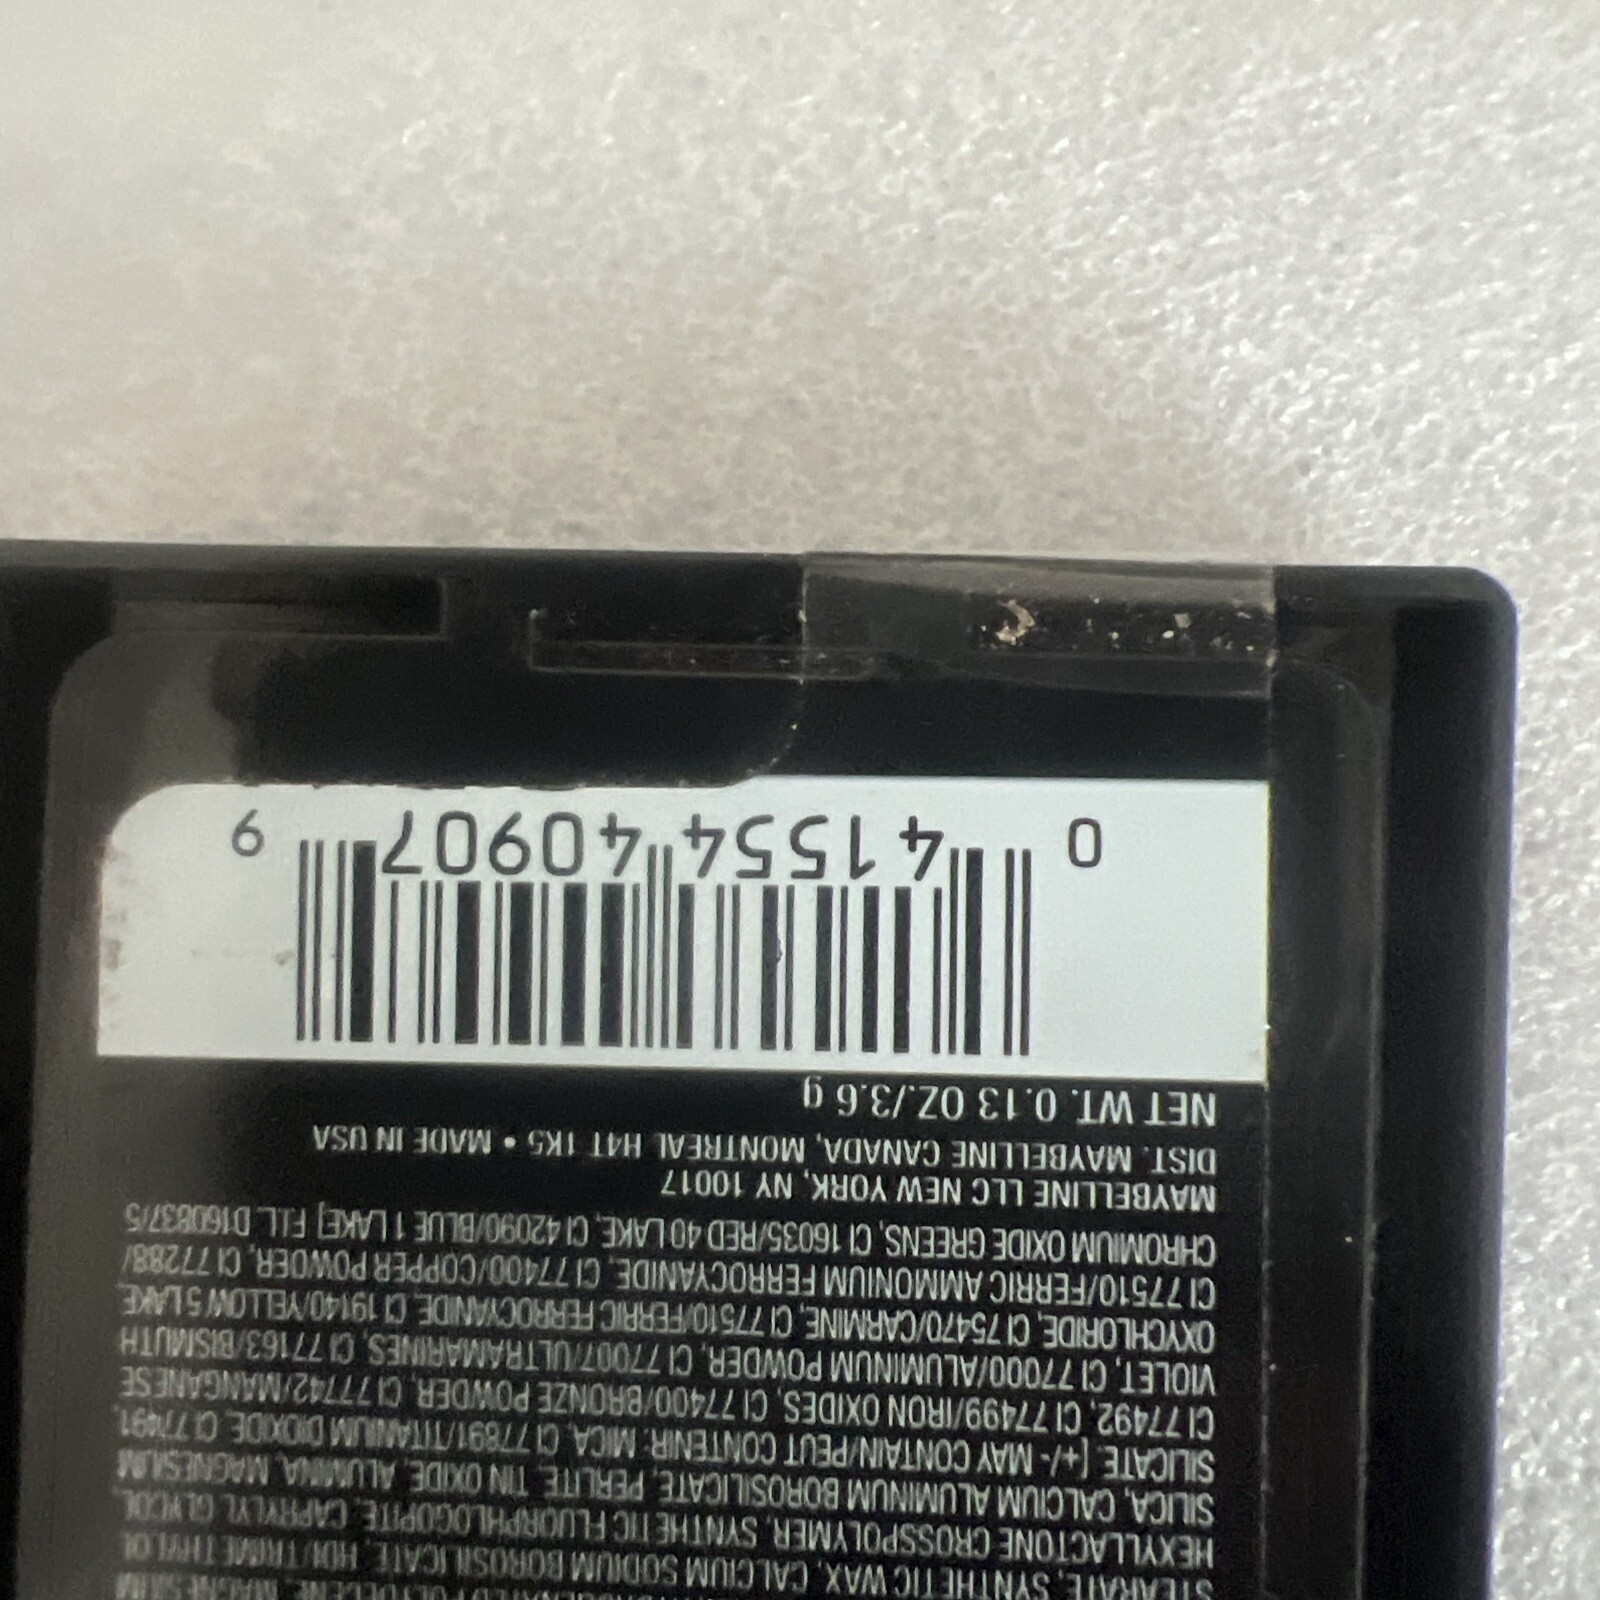 STEARATE, SYNTHETIC WAX, CALCIUM SODIUM BOROSILICATE, HDI/TRIMETHYLOL
HEXYLLACTONE CROSSPOLYMER, SYNTHETIC FLUORPHLOGOPITE, CAPRYLYL GLYCOL,
SILICA, CALCIUM ALUMINUM BOROSILICATE, PERLITE, TIN OXIDE, ALUMINA, MAGNESIUM
SILICATE. [+/- MAY CONTAIN/PEUT CONTENIR: MICA, CI 77891/TITANIUM DIOXIDE, CI 77491,
CI 77492, CI 77499/IRON OXIDES, CI 77400/BRONZE POWDER, CI 77742/MANGANESE
VIOLET, CI 77000/ALUMINUM POWDER, CI 77007/ULTRAMARINES, CI 77163/BISMUTH
OXYCHLORIDE, CI 75470/CARMINE, CI 77510/FERRIC FERROCYANIDE, CI 19140/YELLOW 5 LAKE,
CI 77510/FERRIC AMMONIUM FERROCYANIDE, CI 77400/COPPER POWDER, CI 77288/
CHROMIUM OXIDE GREENS, CI 16035/RED 40 LAKE, CI 42090/BLUE 1 LAKE] F.I.L. D160837/5
MAYBELLINE LLC NEW YORK, NY 10017
DIST. MAYBELLINE CANADA, MONTREAL H4T 1K5 • MADE IN USA
NET WT. 0.13 OZ./3.6 g
0 41554 40907 9